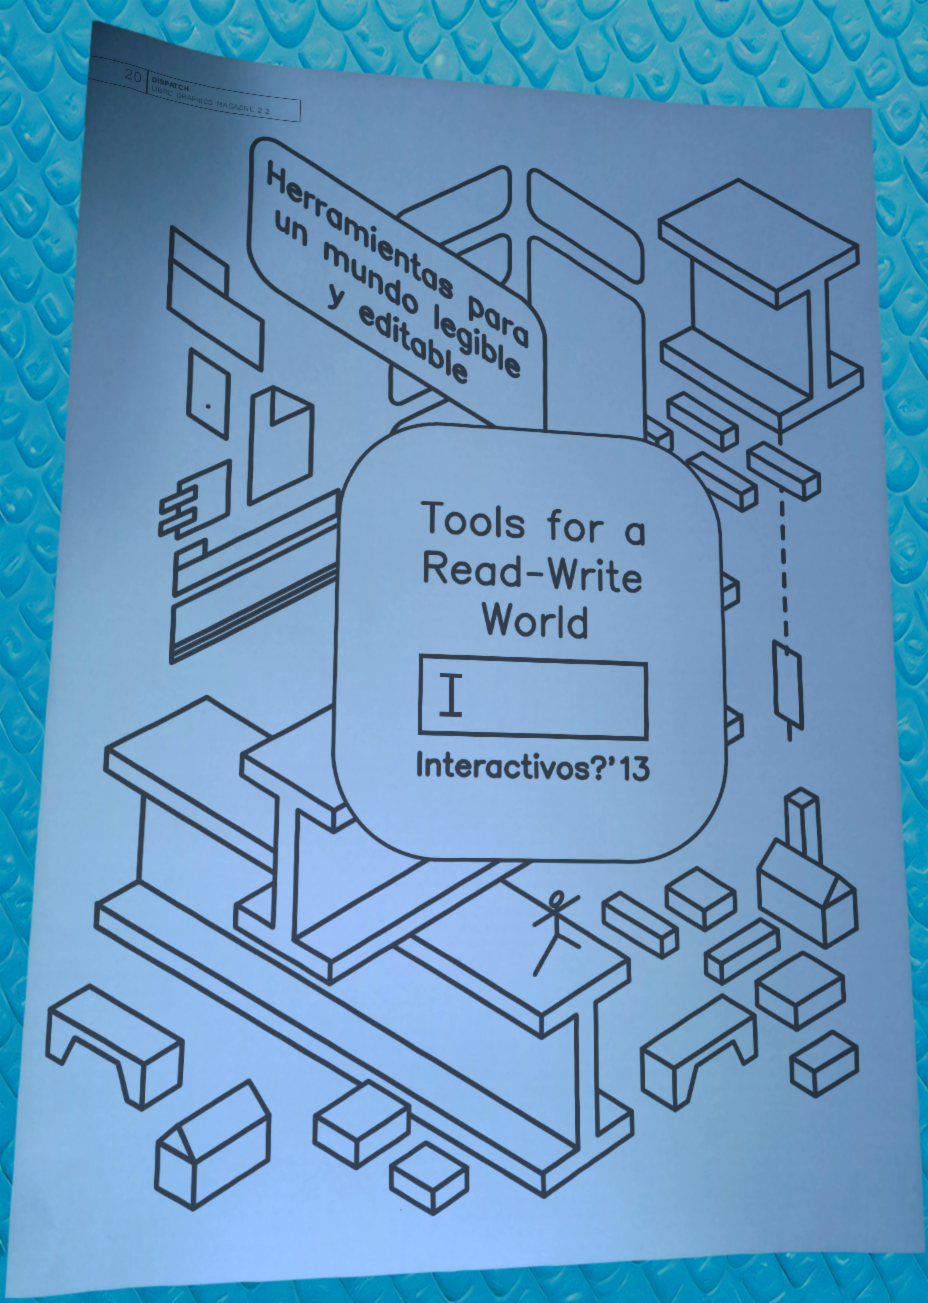 20
DISPATCH
LIBRE GRAPHICS MAGAZINE 2.2
Herramientas para
un mundo legible
y editable
Tools for a
Read-Write
World
Interactivos?'13